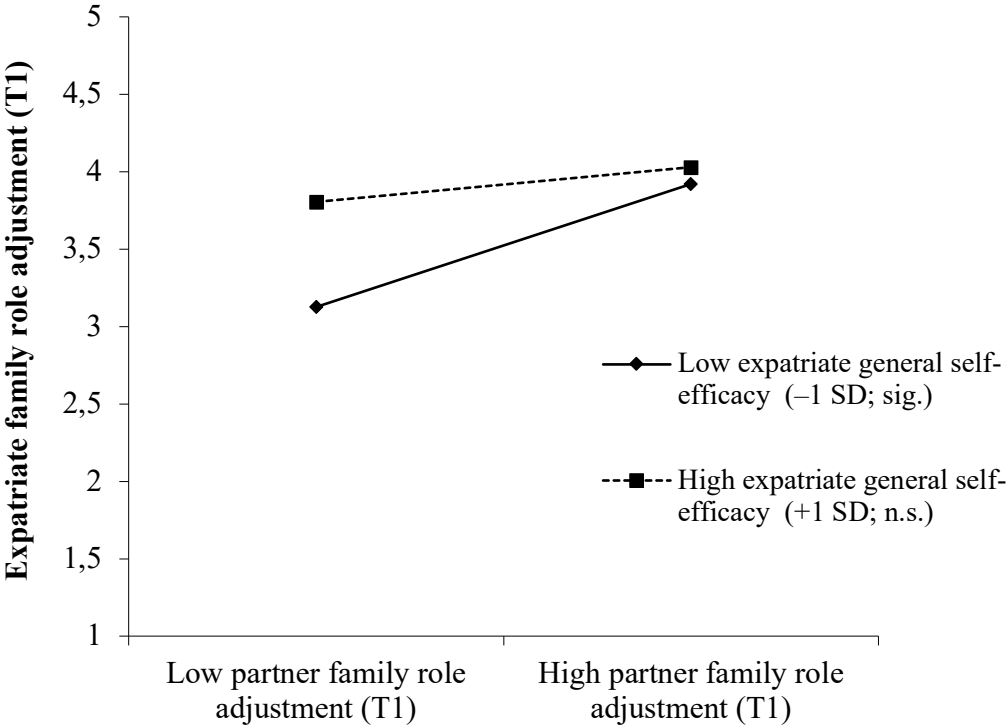 Expatriate family role adjustment (T1)
5
4,5
4
3,5
3
2,5
2
1,5
1
Low partner family role
adjustment (T1)
High partner family role
adjustment (T1)
Low expatriate general self-
efficacy (–1 SD; sig.)
High expatriate general self-
efficacy (+1 SD; n.s.)